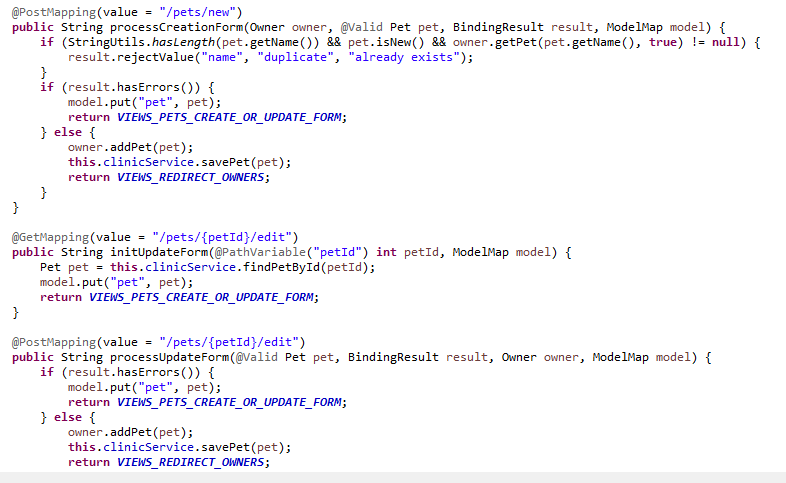 @PostMapping(value = "/pets/new")
public String processCreationForm(Owner owner, @Valid Pet pet, BindingResult result, ModelMap model) {
    if (StringUtils.hasLength(pet.getName()) && pet.isNew() && owner.getPet(pet.getName(), true) != null) {
        result.rejectValue("name", "duplicate", "already exists");
    }
    if (result.hasErrors()) {
        model.put("pet", pet);
        return VIEWS_PETS_CREATE_OR_UPDATE_FORM;
    } else {
        owner.addPet(pet);
        this.clinicService.savePet(pet);
        return VIEWS_REDIRECT_OWNERS;
    }
}
@GetMapping(value = "/pets/{petId}/edit")
public String initUpdateForm(@PathVariable("petId") int petId, ModelMap model) {
    Pet pet = this.clinicService.findPetById(petId);
    model.put("pet", pet);
    return VIEWS_PETS_CREATE_OR_UPDATE_FORM;
}
@PostMapping(value = "/pets/{petId}/edit")
public String processUpdateForm(@Valid Pet pet, BindingResult result, Owner owner, ModelMap model) {
    if (result.hasErrors()) {
        model.put("pet", pet);
        return VIEWS_PETS_CREATE_OR_UPDATE_FORM;
    } else {
        owner.addPet(pet);
        this.clinicService.savePet(pet);
        return VIEWS_REDIRECT_OWNERS;